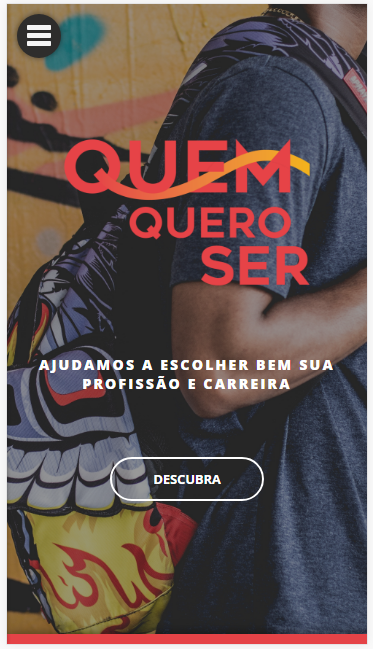 QUEM
QUERO
SER
AJUDAMOS A ESCOLHER BEM SUA
PROFISSÃO E CARREIRA
DESCUBRA